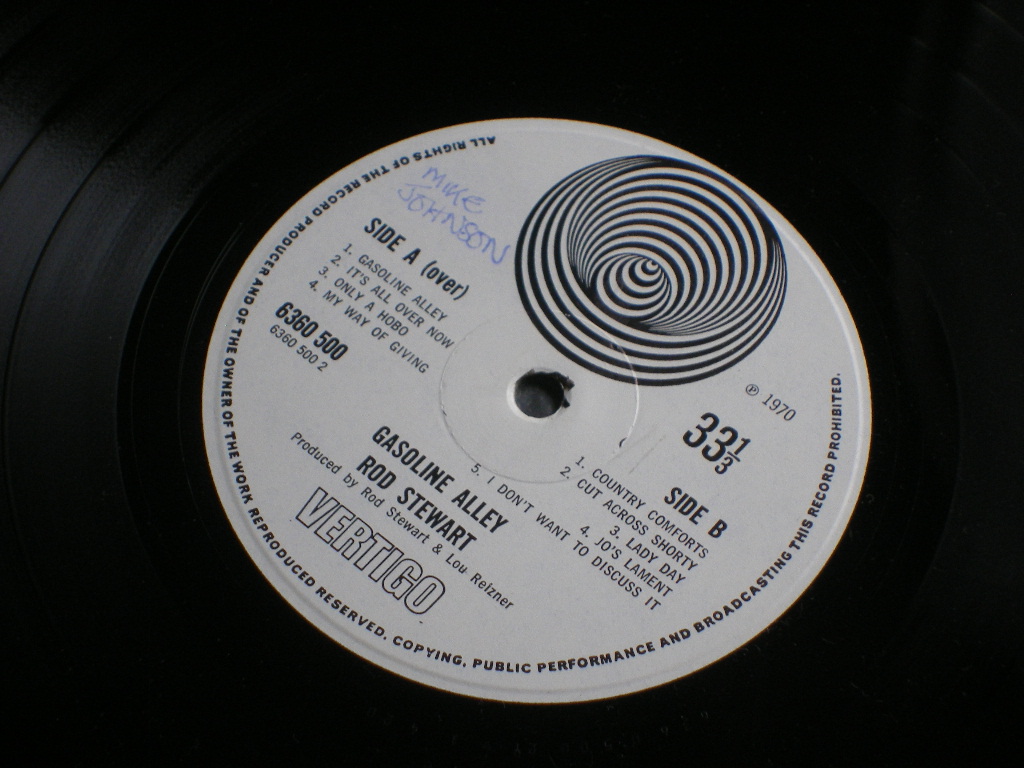 MIKE
JOHNSON
SIDE A (over)
1. GASOLINE ALLEY
2. IT'S ALL OVER NOW
3. ONLY A HOBO
4. MY WAY OF GIVING
6360 500
6360 500 2
℗ 1970
33⅓
SIDE B
1. COUNTRY COMFORTS
2. CUT ACROSS SHORTY
3. LADY DAY
4. JO'S LAMENT
5. I DON'T WANT TO DISCUSS IT
GASOLINE ALLEY
ROD STEWART
Produced by Rod Stewart & Lou Reizner
VERTIGO
ALL RIGHTS OF THE RECORD PRODUCER AND OF THE OWNER OF THE WORK REPRODUCED RESERVED. COPYING, PUBLIC PERFORMANCE AND BROADCASTING THIS RECORD PROHIBITED.